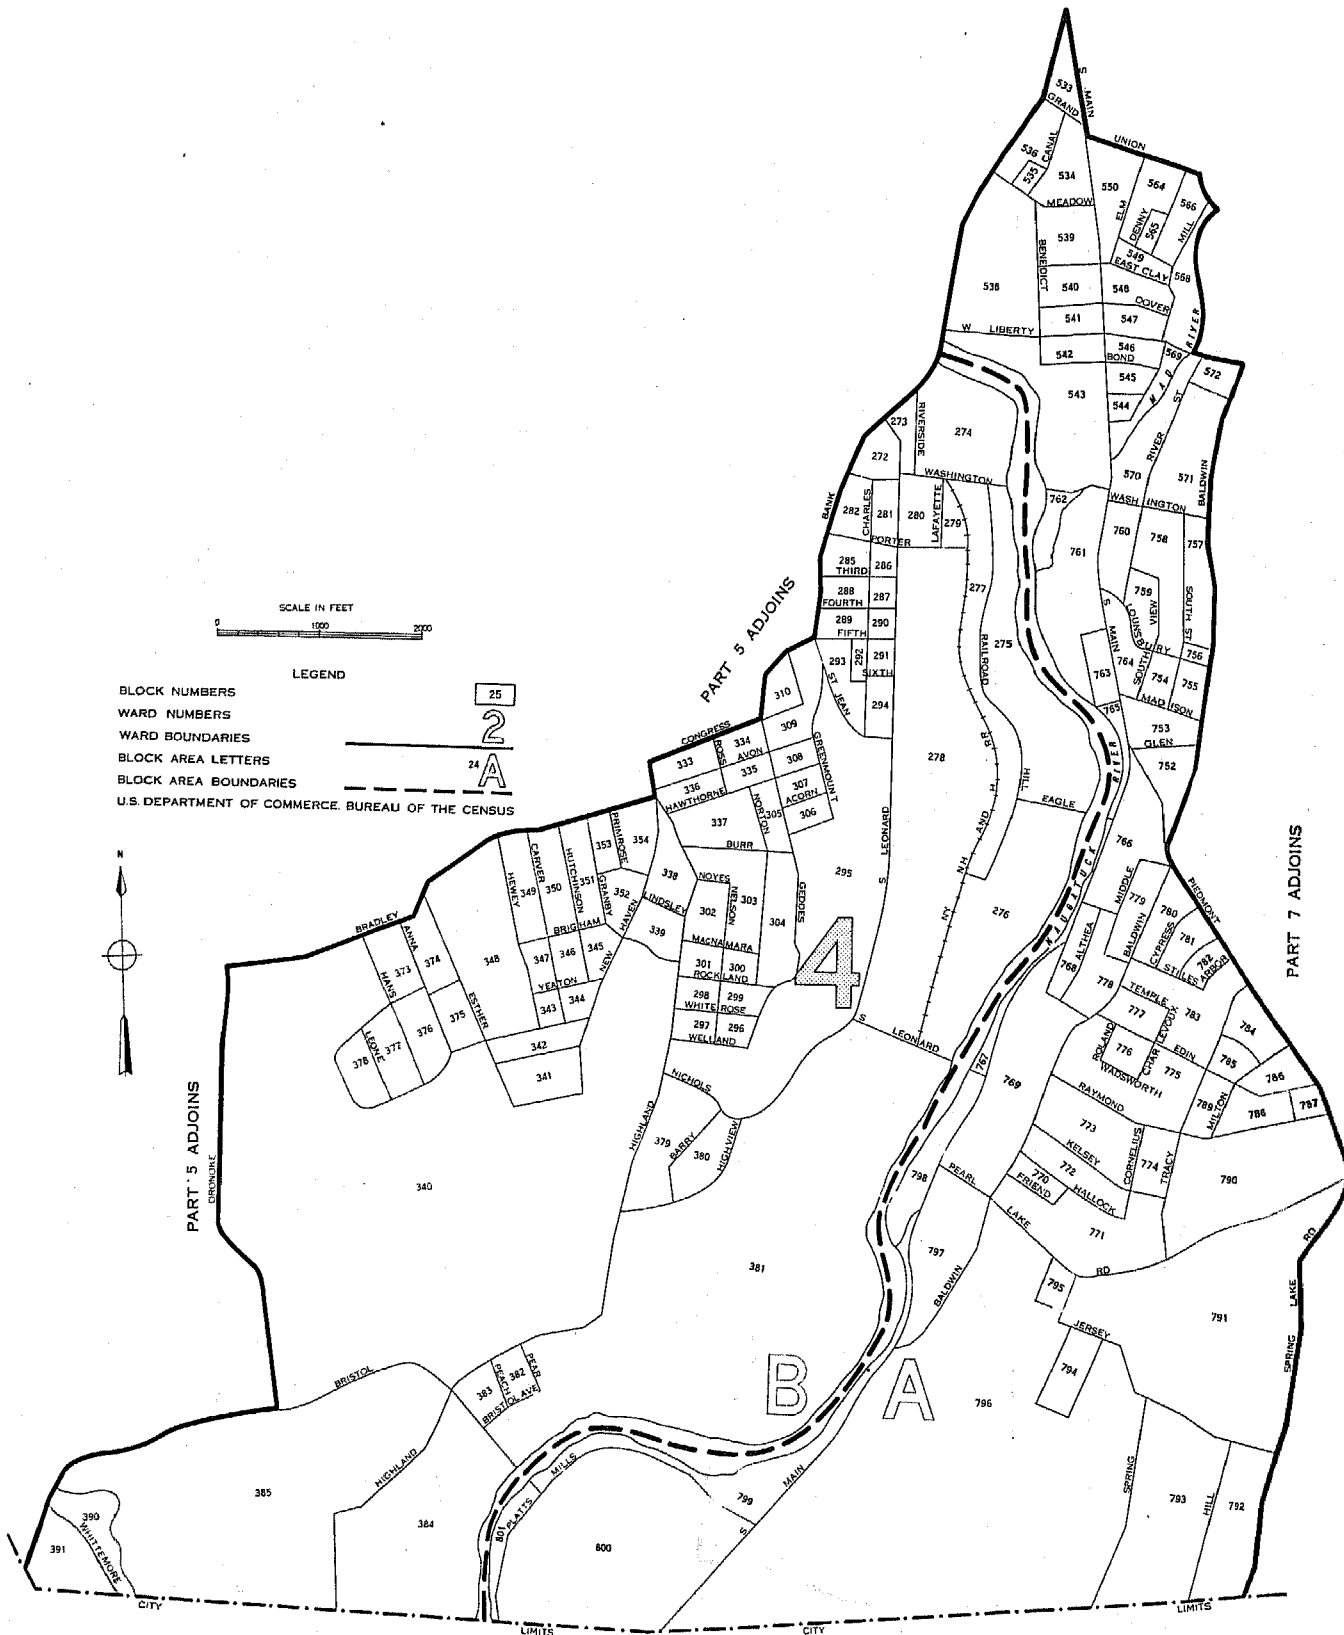 S MAIN
533
GRAND
UNION
536
CANAL
535
534
550
564
566
MEADOW
ELM
DENNY
565
MILL
539
549
EAST CLAY
568
BENEDICT
538
540
548
DOVER
541
547
RIVER
W LIBERTY
542
546
BOND
569
572
545
MAD
543
544
ST
273
RIVERSIDE
274
272
RIVER
570
571
BALDWIN
WASHINGTON
762
WASHINGTON
BANK
282
CHARLES
281
280
LAFAYETTE
279
760
758
757
PORTER
761
285
THIRD
286
277
759
VIEW
SOUTH ST
288
FOURTH
287
S MAIN
LOUNSBURY
289
FIFTH
290
RAILROAD
275
764
SOUTH
756
293
292
291
SIXTH
763
754
755
ST JEAN
294
765
MADISON
753
GLEN
752
310
309
CONGRESS
PART 5 ADJOINS
SCALE IN FEET
0 1000 2000
LEGEND
BLOCK NUMBERS 25
WARD NUMBERS 2
WARD BOUNDARIES
BLOCK AREA LETTERS 24 A
BLOCK AREA BOUNDARIES
U.S. DEPARTMENT OF COMMERCE. BUREAU OF THE CENSUS
N
333
ROSS
334
AVON
308
GREENMOUNT
278
RIVER
336
335
HAWTHORNE
307
ACORN
306
305
NORTON
337
BURR
HILL
EAGLE
NY NH AND H RR
S LEONARD
295
276
NAUGATUCK
766
PIEDMONT
PART 7 ADJOINS
HEWEY
349
CARVER
350
HUTCHINSON
351
353
PRIMROSE
354
GRANBY
352
338
LINDSLEY
339
NOYES
302
NELSON
303
304
GEDDES
MIDDLE
779
780
781
782
ARBOR
STILES
CYPRESS
BALDWIN
ALTHEA
768
778
BRADLEY
ANNA
373
374
HANS
348
BRIGHAM
347
346
345
NEW HAVEN
YEATON
343
344
MACNAMARA
301
300
ROCKLAND
298
299
WHITE ROSE
297
296
WELLAND
4
ESTHER
375
376
377
378
LEONE
342
341
S LEONARD
TEMPLE
777
783
784
ROLAND
776
CHARLEVOUX
EDIN
785
786
775
WADSWORTH
767
769
RAYMOND
789
MILTON
786
787
NICHOLS
HIGHLAND
379
BARRY
380
HIGHVIEW
773
KELSEY
CORNELIUS
774
TRACY
772
770
FRIEND
HALLOCK
790
771
PART 5 ADJOINS
ORONOKE
340
798
PEARL
LAKE
RD
797
BALDWIN
381
795
791
RD
LAKE
SPRING
JERSEY
794
BRISTOL
383
PEACH
382
PEAR
BRISTOL AVE
B
A
796
HIGHLAND
385
384
MILLS
PLATTS
801
799
S MAIN
800
SPRING
793
HILL
792
390
391
WHITTEMORE
CITY
LIMITS
CITY
LIMITS